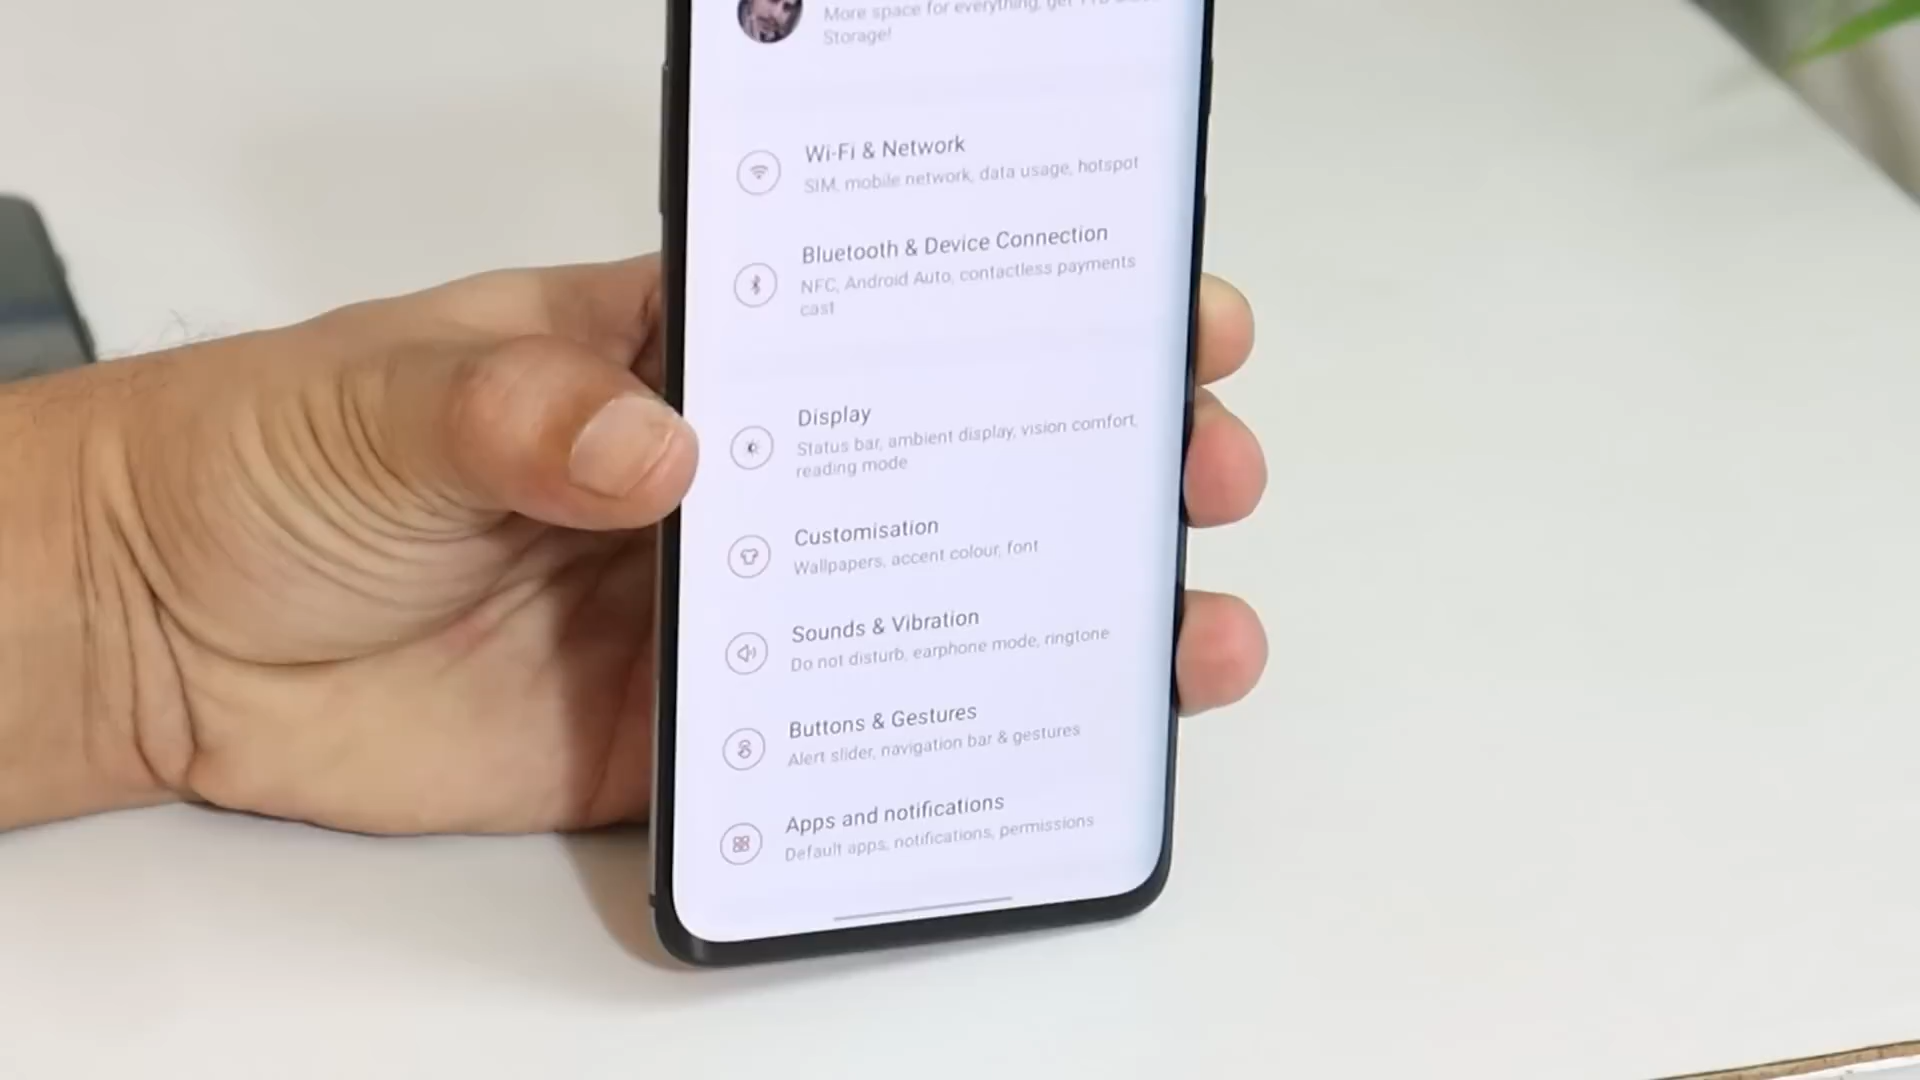 More space for everything, get
Storage!
Wi-Fi & Network
SIM, mobile network, data usage, hotspot
Bluetooth & Device Connection
NFC, Android Auto, contactless payments
cast
Display
Status bar, ambient display, vision comfort,
reading mode
Customisation
Wallpapers, accent colour, font
Sounds & Vibration
Do not disturb, earphone mode, ringtone
Buttons & Gestures
Alert slider, navigation bar & gestures
Apps and notifications
Default apps, notifications, permissions